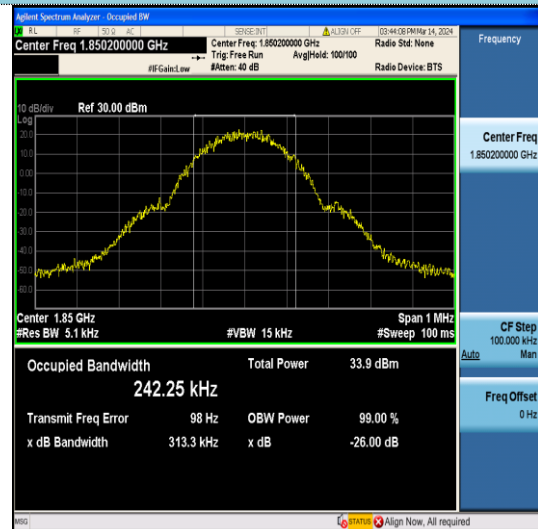 Agilent Spectrum Analyzer - Occupied BW
RL RF 50 Ω AC SENSE:INT ALIGN OFF 03:44:08 PM Mar 14, 2024
Center Freq 1.850200000 GHz
Center Freq: 1.850200000 GHz
Radio Std: None
Trig: Free Run Avg|Hold: 100/100
#IFGain:Low #Atten: 40 dB Radio Device: BTS
Frequency
10 dB/div Ref 30.00 dBm
Log
20.0
10.0
0.00
-10.0
-20.0
-30.0
-40.0
-50.0
-60.0
Center Freq
1.850200000 GHz
Center 1.85 GHz Span 1 MHz
#Res BW 5.1 kHz #VBW 15 kHz #Sweep 100 ms
CF Step
100.000 kHz
Auto Man
Occupied Bandwidth Total Power 33.9 dBm
242.25 kHz
Transmit Freq Error 98 Hz OBW Power 99.00 %
x dB Bandwidth 313.3 kHz x dB -26.00 dB
Freq Offset
0 Hz
MSG STATUS Align Now, All required